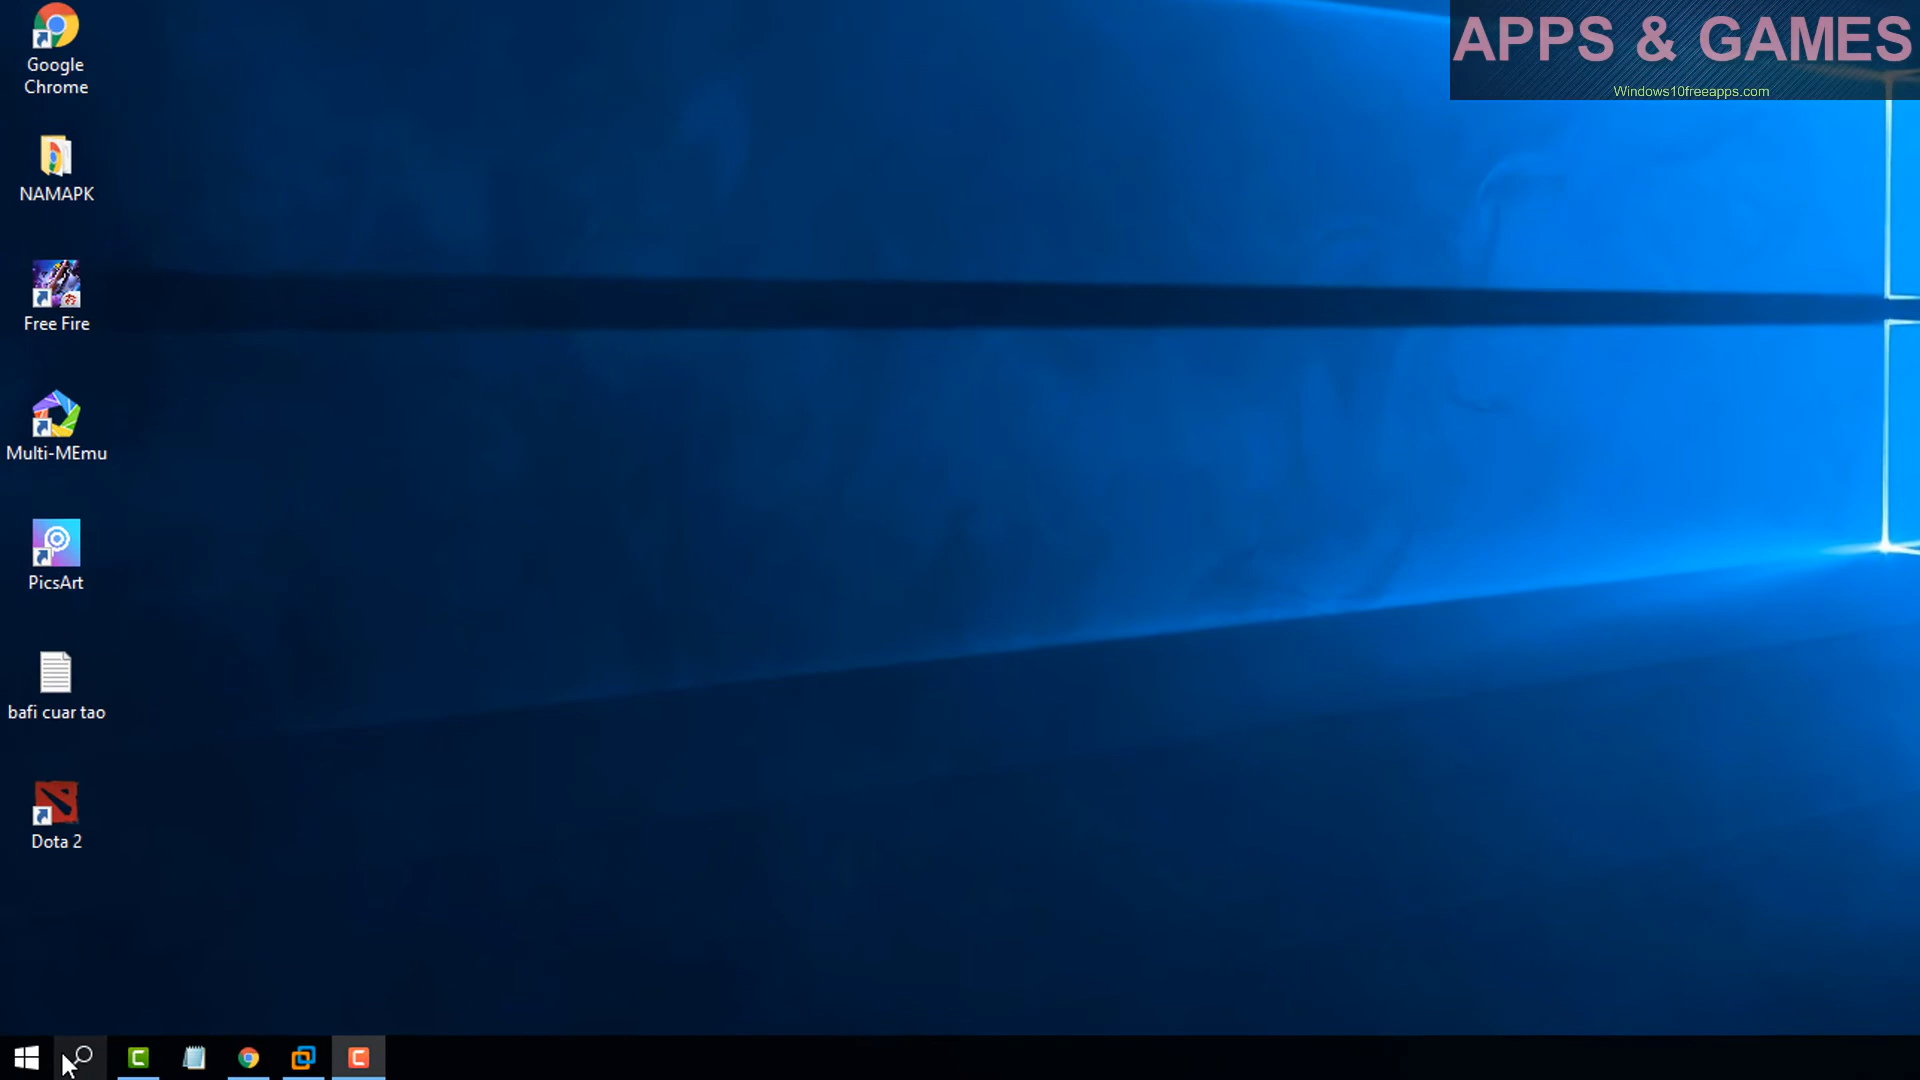 APPS & GAMES
Windows10freeapps.com
Google
Chrome
NAMAPK
Free Fire
Multi-MEmu
PicsArt
bafi cuar tao
Dota 2